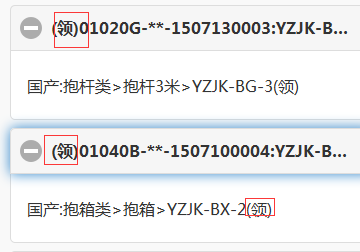 (领)01020G-**-1507130003:YZJK-B...
国产:抱杆类>抱杆3米>YZJK-BG-3(领)
(领)01040B-**-1507100004:YZJK-B...
国产:抱箱类>抱箱>YZJK-BX-2(领)